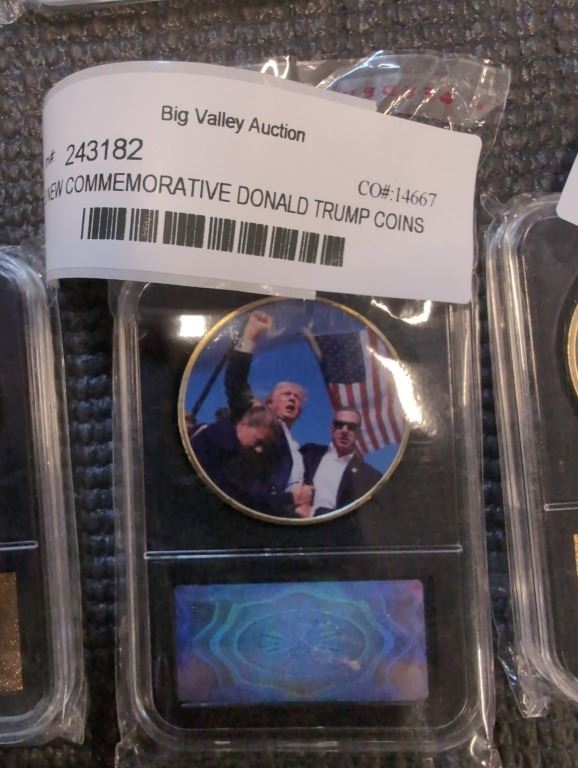 Big Valley Auction
243182
CO#:14667
NEW COMMEMORATIVE DONALD TRUMP COINS